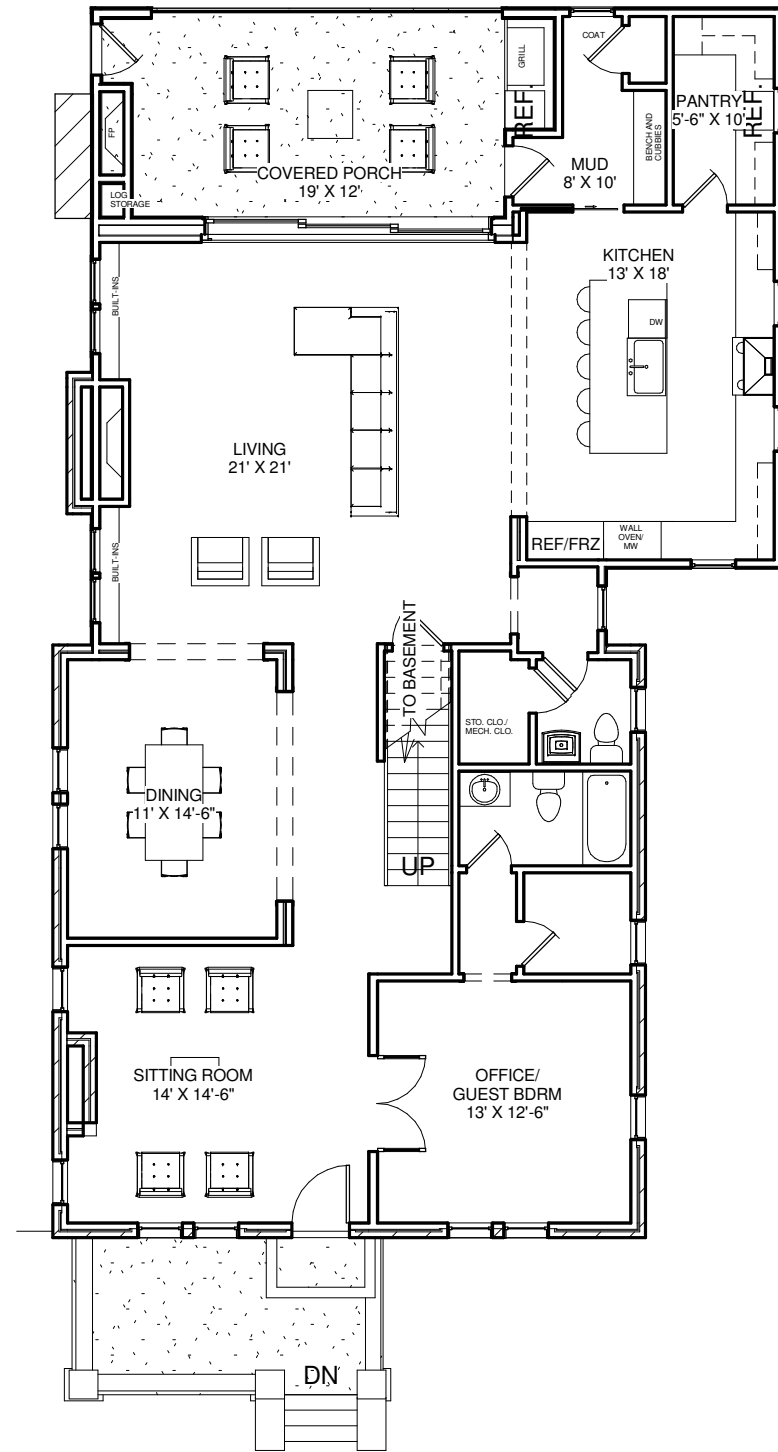 COAT
GRILL
REF.
PANTRY
5'-6" X 10'
REF.
FP
BENCH AND
CUBBIES
MUD
8' X 10'
COVERED PORCH
19' X 12'
LOG
STORAGE
KITCHEN
13' X 18'
BUILT-INS
DW
LIVING
21' X 21'
REF/FRZ
WALL
OVEN/
MW
BUILT-INS
TO BASEMENT
STO. CLO./
MECH. CLO.
DINING
11' X 14'-6"
UP
SITTING ROOM
14' X 14'-6"
OFFICE/
GUEST BDRM
13' X 12'-6"
DN